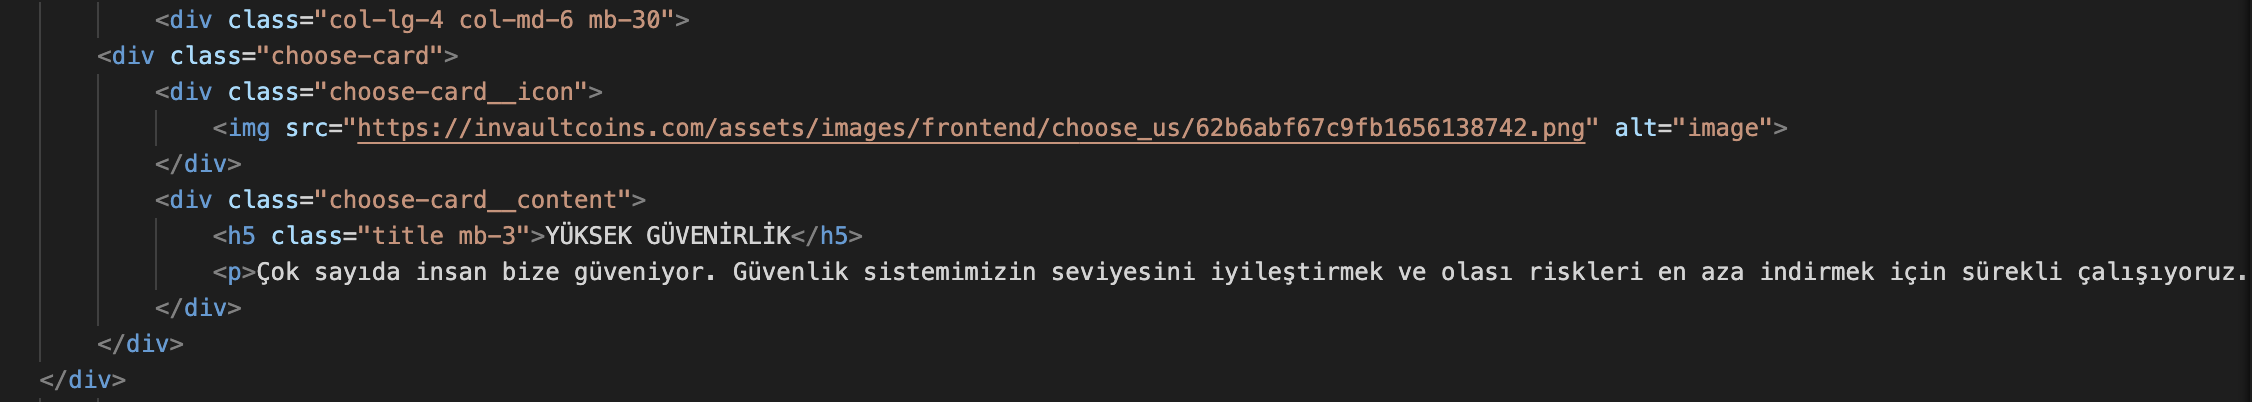 <div class="col-lg-4 col-md-6 mb-30">
<div class="choose-card">
<div class="choose-card__icon">
<img src="https://invaultcoins.com/assets/images/frontend/choose_us/62b6abf67c9fb1656138742.png" alt="image">
</div>
<div class="choose-card__content">
<h5 class="title mb-3">YÜKSEK GÜVENİRLİK</h5>
<p>Çok sayıda insan bize güveniyor. Güvenlik sistemimizin seviyesini iyileştirmek ve olası riskleri en aza indirmek için sürekli çalışıyoruz.
</div>
</div>
</div>